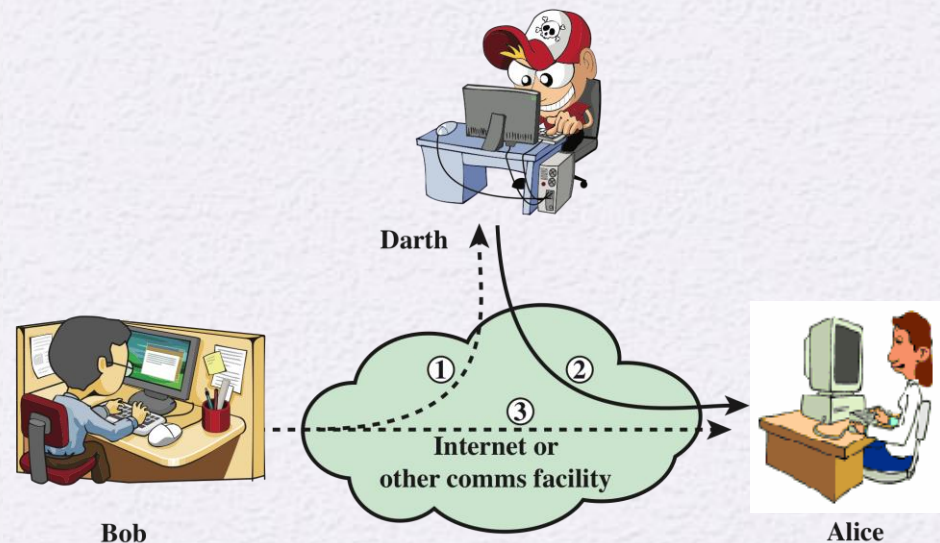 Darth
①
②
③
Internet or
other comms facility
Bob
Alice